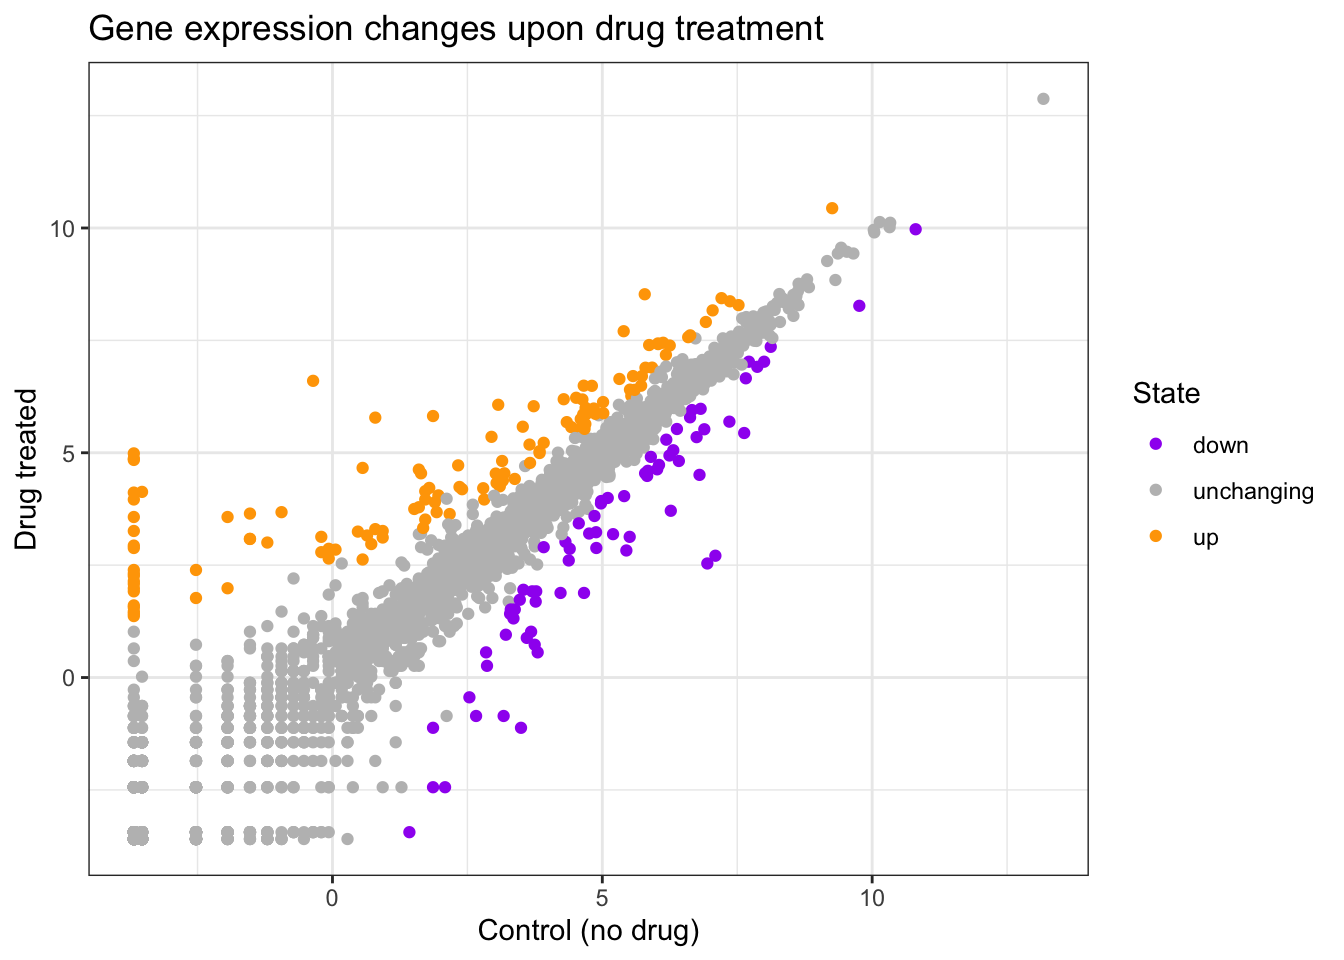 Gene expression changes upon drug treatment
Drug treated
10
5
0
0
5
10
Control (no drug)
State
down
unchanging
up